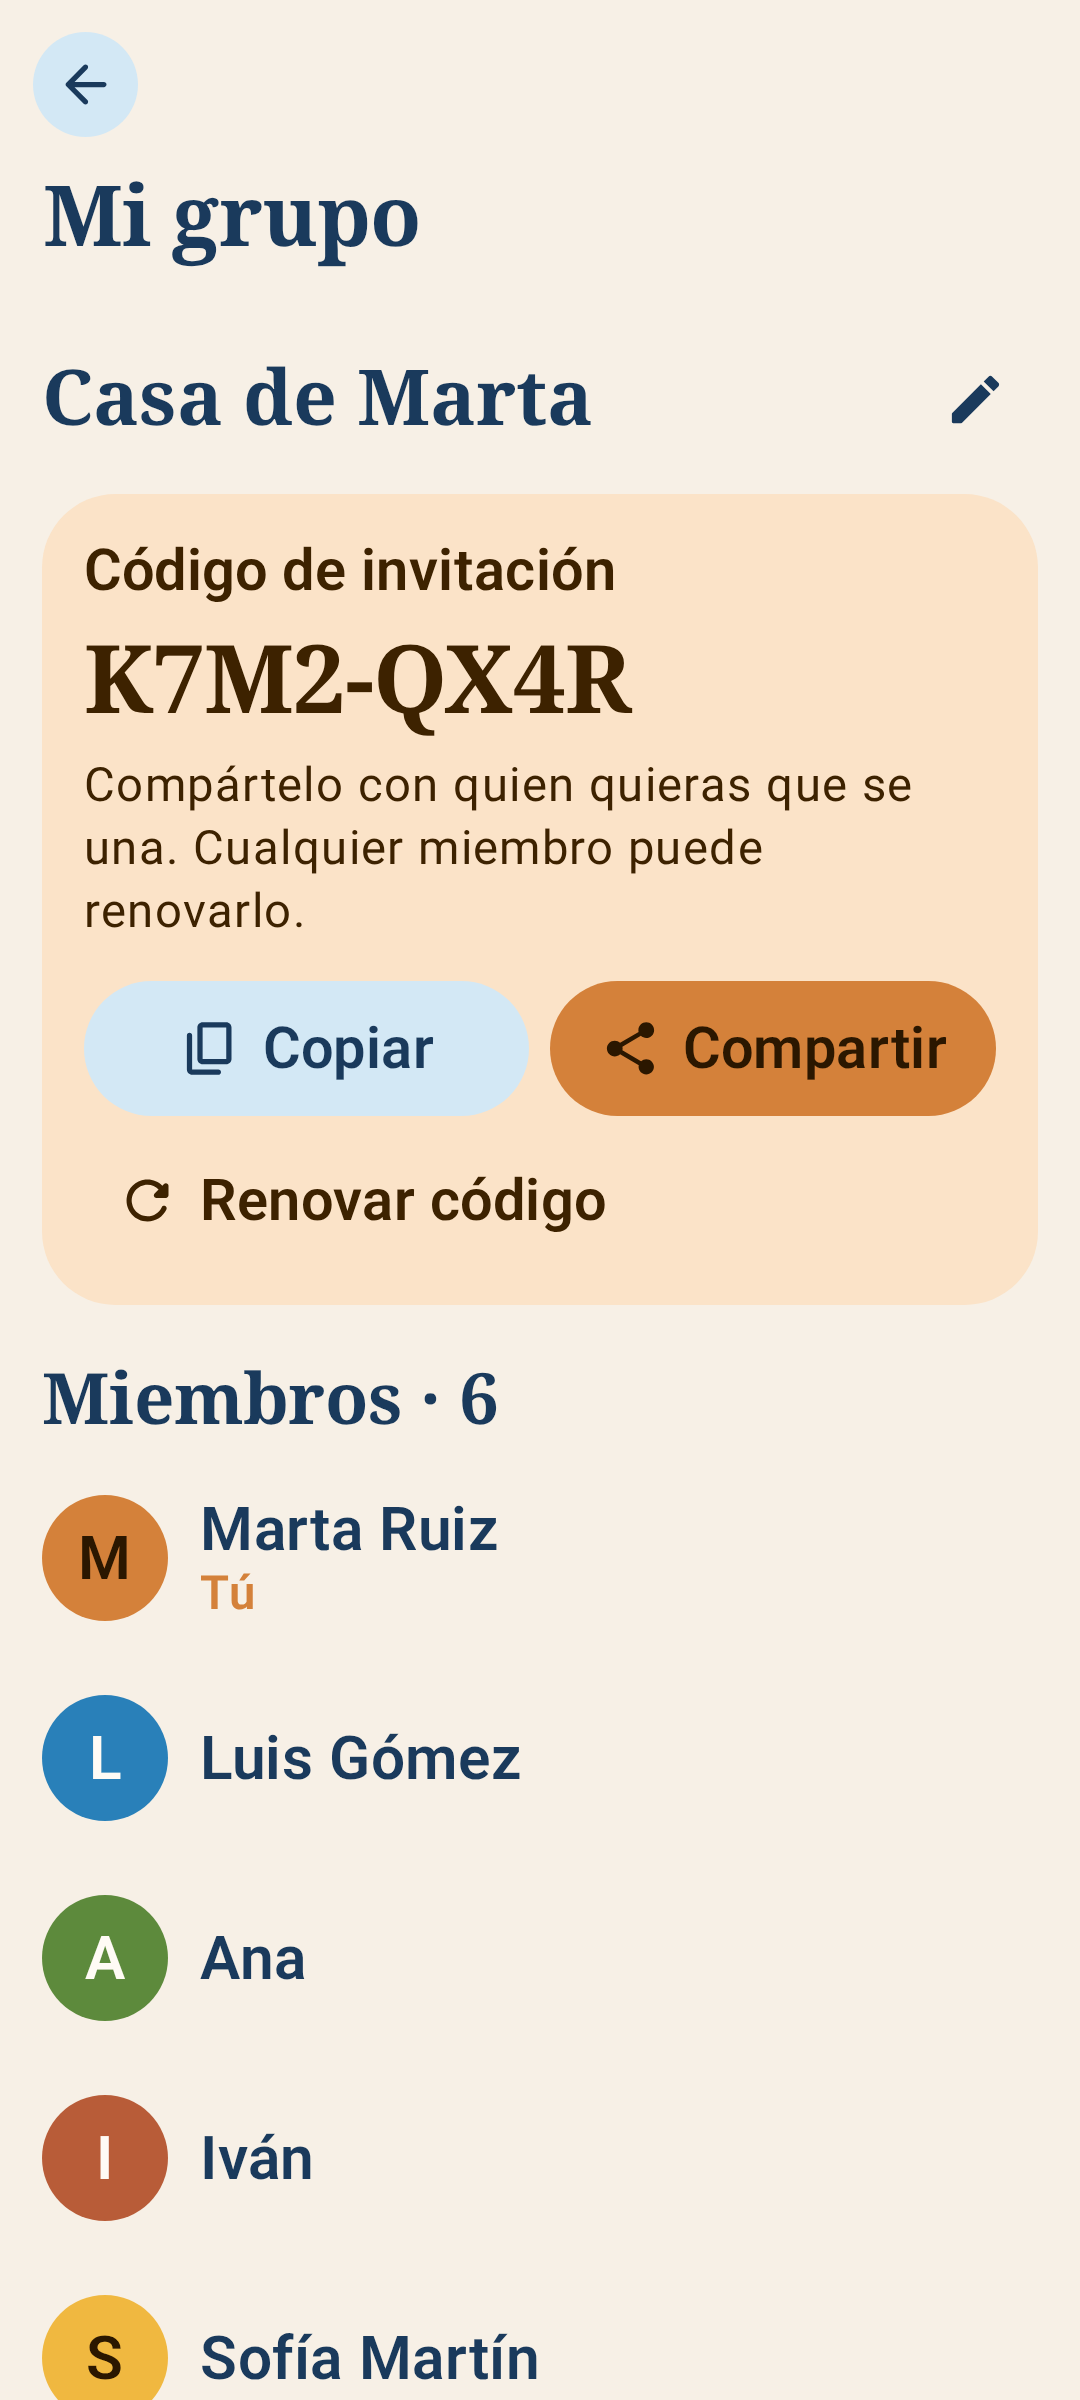 Mi grupo
Casa de Marta
Código de invitación
K7M2-QX4R
Compártelo con quien quieras que se
una. Cualquier miembro puede
renovarlo.
Copiar
Compartir
Renovar código
Miembros · 6
M
Marta Ruiz
Tú
L
Luis Gómez
A
Ana
I
Iván
S
Sofía Martín